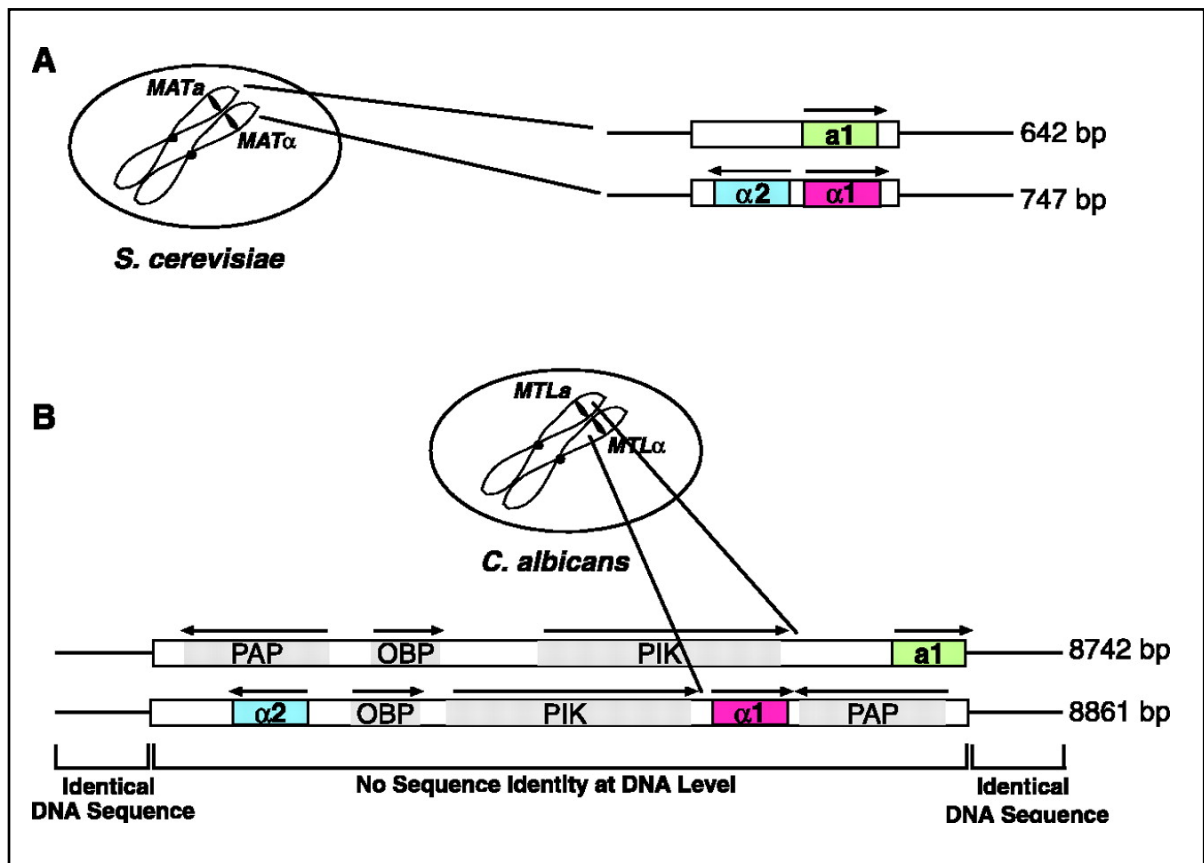 A
MATa
MATα
S. cerevisiae
a1
642 bp
α2
α1
747 bp
B
MTLa
MTLα
C. albicans
PAP
OBP
PIK
a1
8742 bp
α2
OBP
PIK
α1
PAP
8861 bp
Identical
DNA Sequence
No Sequence Identity at DNA Level
Identical
DNA Sequence